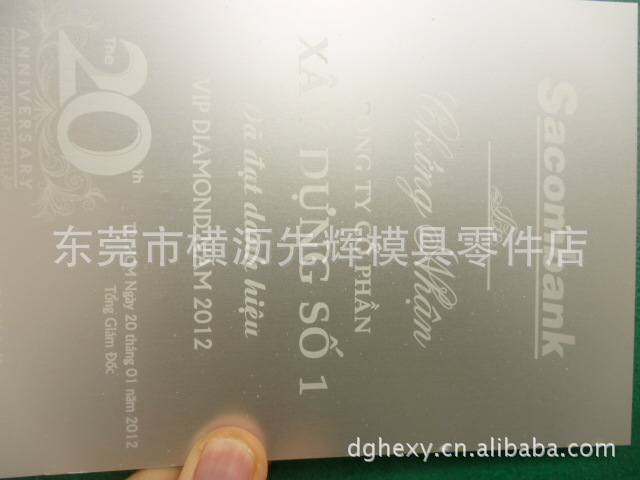 Sacombank
Chứng Nhận
CÔNG TY CỔ PHẦN
XÂY DỰNG SỐ 1
Đã đạt danh hiệu
VIP DIAMOND NĂM 2012
The
20th
ANNIVERSARY
TP.HCM Ngày 20 tháng 01 năm 2012
Tổng Giám Đốc
东莞市横沥先辉模具零件店
dghexy.cn.alibaba.com